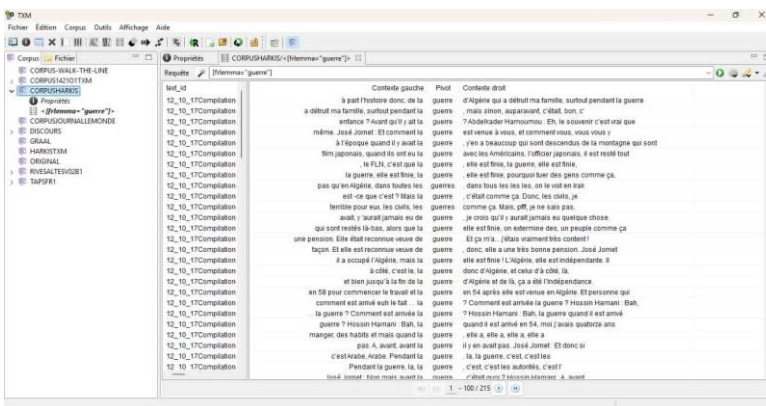 TXM
Fichier Édition Corpus Outils Affichage Aide
Corpus Fichier
CORPUS-WALK-THE-LINE
CORPUS1421O1TXM
CORPUSHARKIS
Propriétés
<[frlemma="guerre"]>
CORPUSJOURNALLEMONDE
DISCOURS
GRAAL
HARKISTXM
ORIGINAL
RIVESALTESV02B1
TAPSFR1
Propriétés CORPUSHARKIS/<[frlemma="guerre"]>
Requête [frlemma="guerre"]
text_id Contexte gauche Pivot Contexte droit
12_10_17Compilation à part l'histoire donc, de la guerre d'Algérie qui a détruit ma famille, surtout pendant la guerre
12_10_17Compilation a détruit ma famille, surtout pendant la guerre , mais sinon, auparavant, c'était, bon, c'
12_10_17Compilation enfance ? Avant qu'il y ait la guerre ? Abdelkader Hamoumou : Eh, le souvenir c'est vrai que
12_10_17Compilation même. José Jornet : Et comment la guerre est venue à vous, et comment vous, vous vous y
12_10_17Compilation à l'époque quand il y avait la guerre , y'en a beaucoup qui sont descendus de la montagne qui sont
12_10_17Compilation film japonais, quand ils ont eu la guerre avec les Américains, l'officier japonais, il est resté tout
12_10_17Compilation , le FLN, c'est que la guerre , elle est finie, la guerre, elle est finie,
12_10_17Compilation la guerre, elle est finie, la guerre , elle est finie, pourquoi tuer des gens comme ça,
12_10_17Compilation pas qu'en Algérie, dans toutes les guerres , dans tous les les les, on le voit en Irak
12_10_17Compilation est -ce que c'est ? Mais la guerre , c'était comme ça. Donc, les civils, je
12_10_17Compilation terrible pour eux, les civils, les guerres comme ça. Mais, pfff, je ne sais pas,
12_10_17Compilation avait, y 'aurait jamais eu de guerre , je crois qu'il y aurait jamais eu quelque chose
12_10_17Compilation qui sont restés là-bas, alors que la guerre elle est finie, on extermine des, un peuple comme ça
12_10_17Compilation une pension. Elle était reconnue veuve de guerre . Et ça m'a... j'étais vraiment très content !
12_10_17Compilation façon. Et elle est reconnue veuve de guerre , donc, elle a une très bonne pension. José Jornet
12_10_17Compilation il a occupé l'Algérie, mais la guerre elle est finie ! L'Algérie, elle est indépendante. Il
12_10_17Compilation à côté, c'est le, la guerre donc d'Algérie, et celui d'à côté, là,
12_10_17Compilation et bien jusqu'à la fin de la guerre d'Algérie et de là, ça a été l'Indépendance.
12_10_17Compilation en 58 pour commencer le travail et la guerre en 54 après elle est venue en Algérie. Et personne qui
12_10_17Compilation comment est arrivé euh le fait ... la guerre ? Comment est arrivée la guerre ? Hossin Hamani : Bah,
12_10_17Compilation ... la guerre ? Comment est arrivée la guerre ? Hossin Hamani : Bah, la guerre quand il est arrivé
12_10_17Compilation guerre ? Hossin Hamani : Bah, la guerre quand il est arrivé en 54, moi j'avais quatorze ans
12_10_17Compilation manger, des habits et mais quand la guerre , elle a, elle a, elle a, elle a
12_10_17Compilation pas. A, avant, avant la guerre il y en avait pas. José Jornet : Et donc si
12_10_17Compilation c'est Arabe, Arabe. Pendant la guerre , la, la guerre, c'est, c'est les
12_10_17Compilation Pendant la guerre, la, la guerre , c'est, c'est les autorités, c'est l'
12_10_17Compilation José Jornet : Non mais avant la guerre c'était quoi ? Hossin Hamani : A, avant
1 - 100 / 215